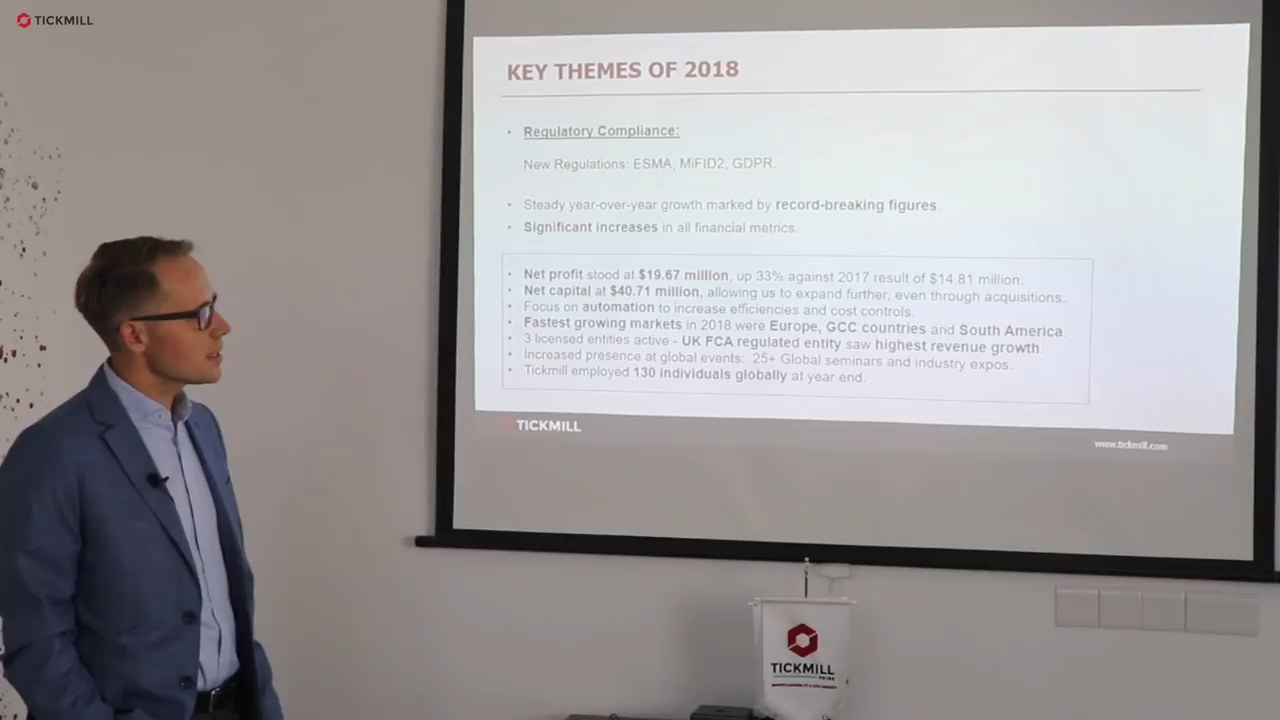 TICKMILL
KEY THEMES OF 2018
• Regulatory Compliance:
New Regulations: ESMA, MiFID2, GDPR.
• Steady year-over-year growth marked by record-breaking figures.
• Significant increases in all financial metrics.
• Net profit stood at $19.67 million, up 33% against 2017 result of $14.81 million.
• Net capital at $40.71 million, allowing us to expand further, even through acquisitions.
• Focus on automation to increase efficiencies and cost controls.
• Fastest growing markets in 2018 were Europe, GCC countries and South America.
• 3 licensed entities active - UK FCA regulated entity saw highest revenue growth.
• Increased presence at global events: 25+ Global seminars and industry expos.
• Tickmill employed 130 individuals globally at year end.
TICKMILL
www.tickmill.com
TICKMILL
PRIME